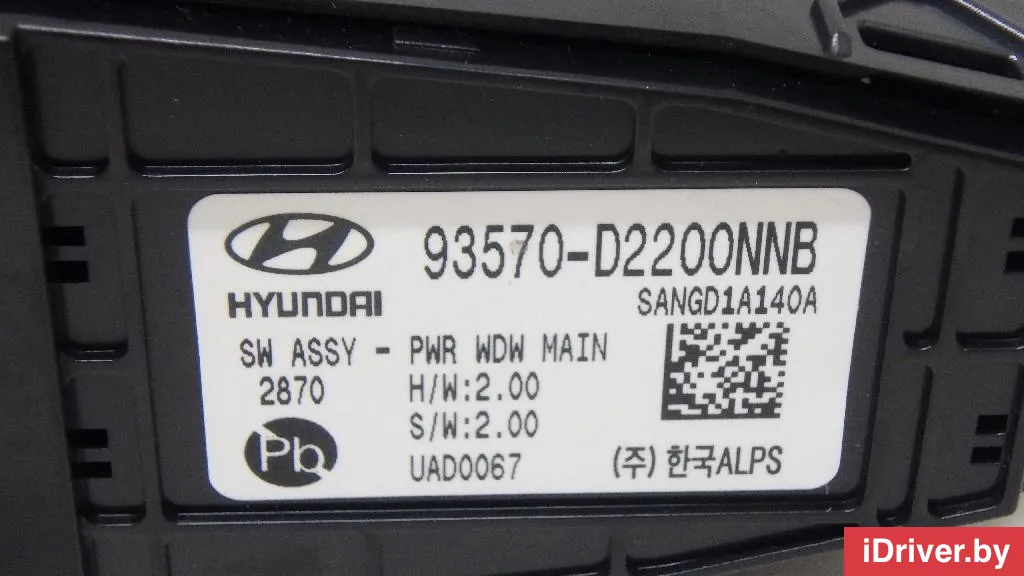 93570-D2200NNB
HYUNDAI
SANGD1A140A
SW ASSY - PWR WDW MAIN
2870 H/W:2.00
S/W:2.00
Pb
UAD0067 (주) 한국ALPS
iDriver.by